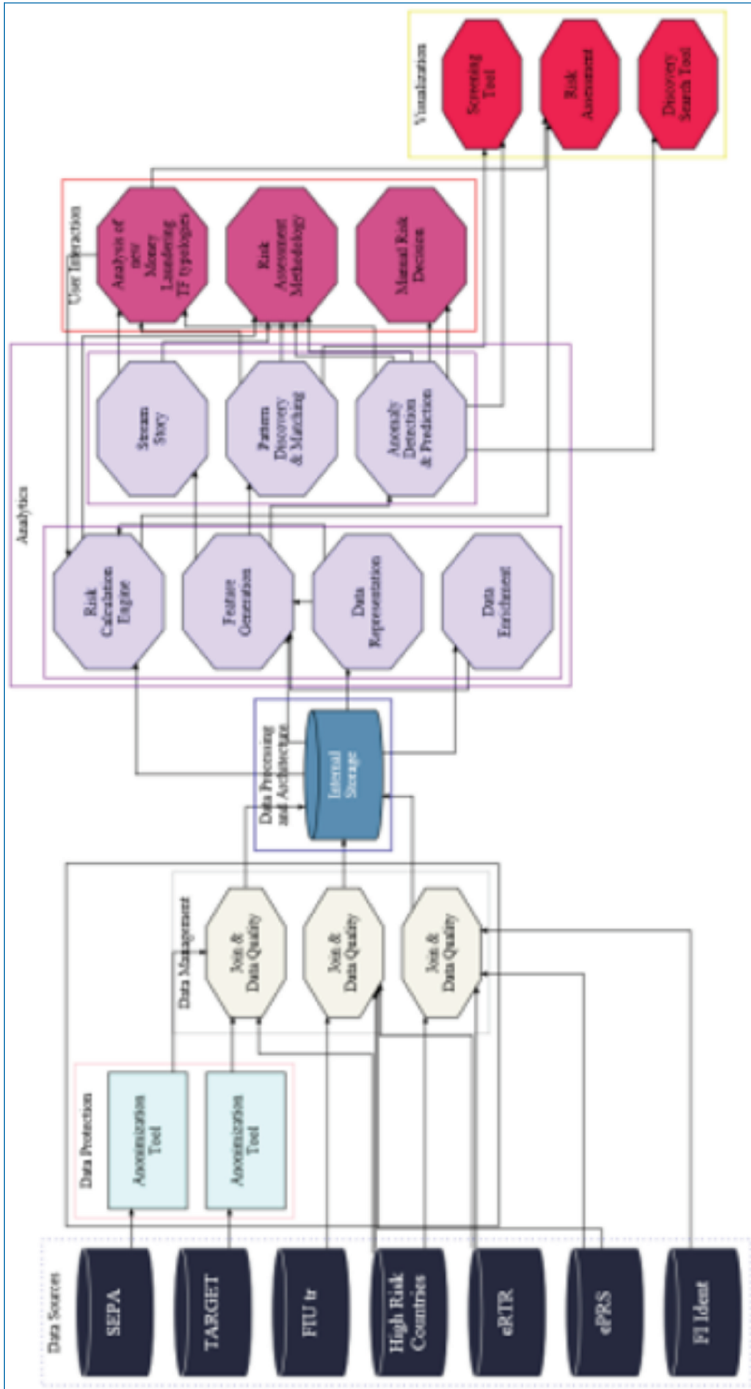 Data Sources
SEPA
TARGET
FIU tr
High Risk
Countries
eRTR
ePRS
FI Ident
Data Protection
Anonimization
Tool
Anonimization
Tool
Data Management
Join &
Data Quality
Join &
Data Quality
Join &
Data Quality
Data Processing
and Architecture
Internal
Storage
Analytics
Risk
Calculation
Engine
Feature
Generation
Data
Representation
Data
Enrichment
Stream
Story
Pattern
Discovery
& Matching
Anomaly
Detection
& Prediction
User Interaction
Analysis of
new
Money
Laundering
TF typologies
Risk
Assessment
Methodology
Manual Risk
Decision
Visualization
Screening
Tool
Risk
Assesment
Discovery
Search Tool